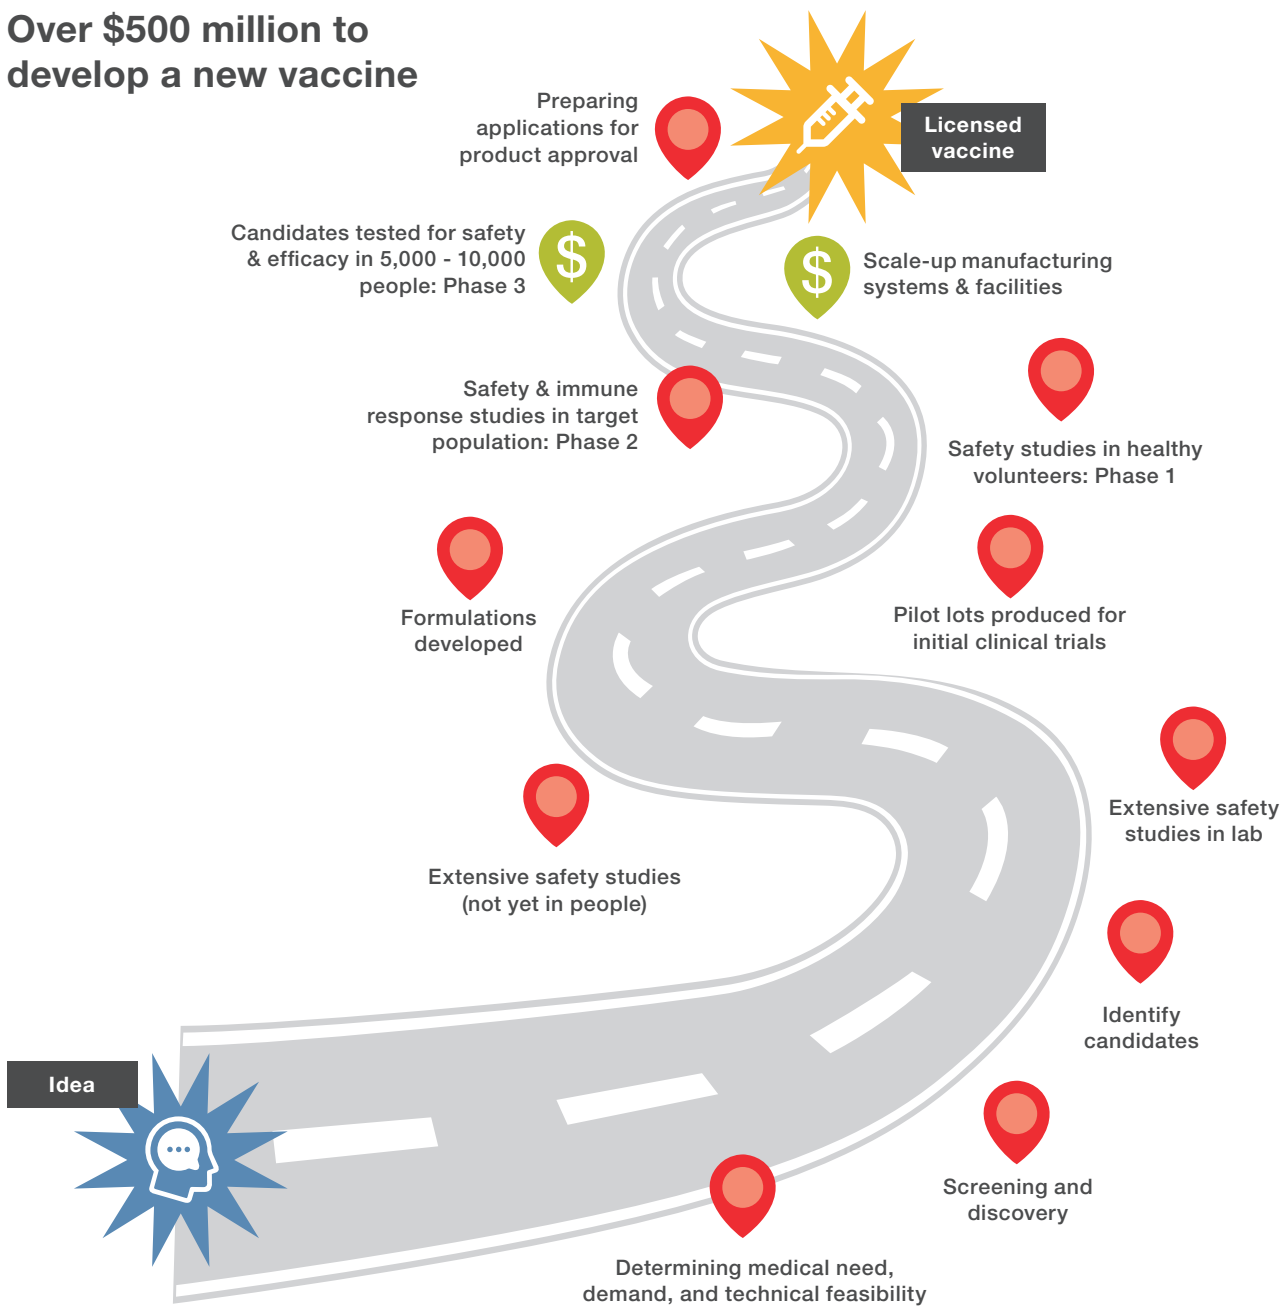 Over $500 million to
develop a new vaccine
Preparing
applications for
product approval
Licensed
vaccine
Candidates tested for safety
& efficacy in 5,000 - 10,000
people: Phase 3
$
$
Scale-up manufacturing
systems & facilities
Safety & immune
response studies in target
population: Phase 2
Safety studies in healthy
volunteers: Phase 1
Formulations
developed
Pilot lots produced for
initial clinical trials
Extensive safety
studies in lab
Extensive safety studies
(not yet in people)
Identify
candidates
Idea
Screening and
discovery
Determining medical need,
demand, and technical feasibility